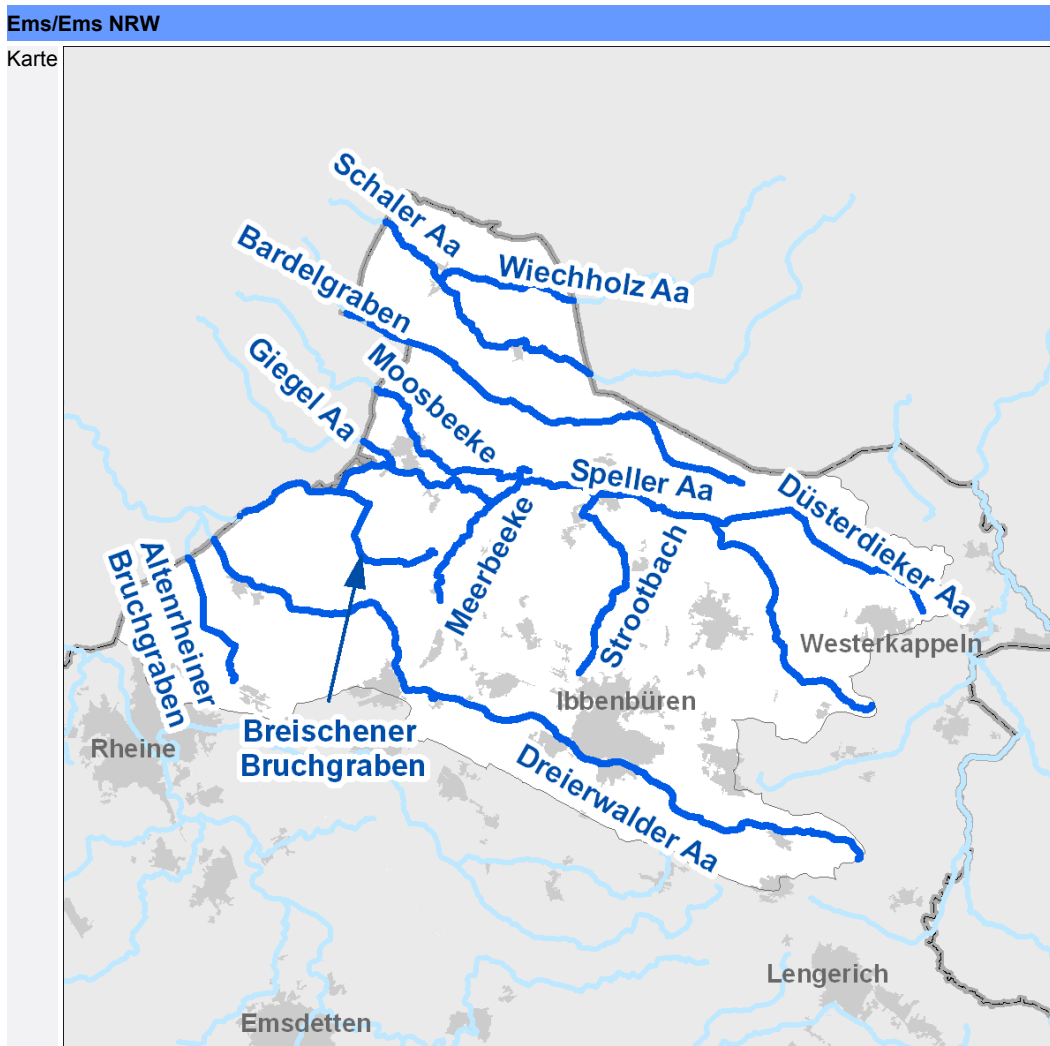 Ems/Ems NRW
Karte
Schaler Aa
Wiechholz Aa
Bardelgraben
Moosbeeke
Giegel Aa
Speller Aa
Düsterdieker Aa
Meerbeeke
Strootbach
Altenrheiner
Bruchgraben
Westerkappeln
Ibbenbüren
Breischener
Bruchgraben
Rheine
Dreierwalder Aa
Lengerich
Emsdetten